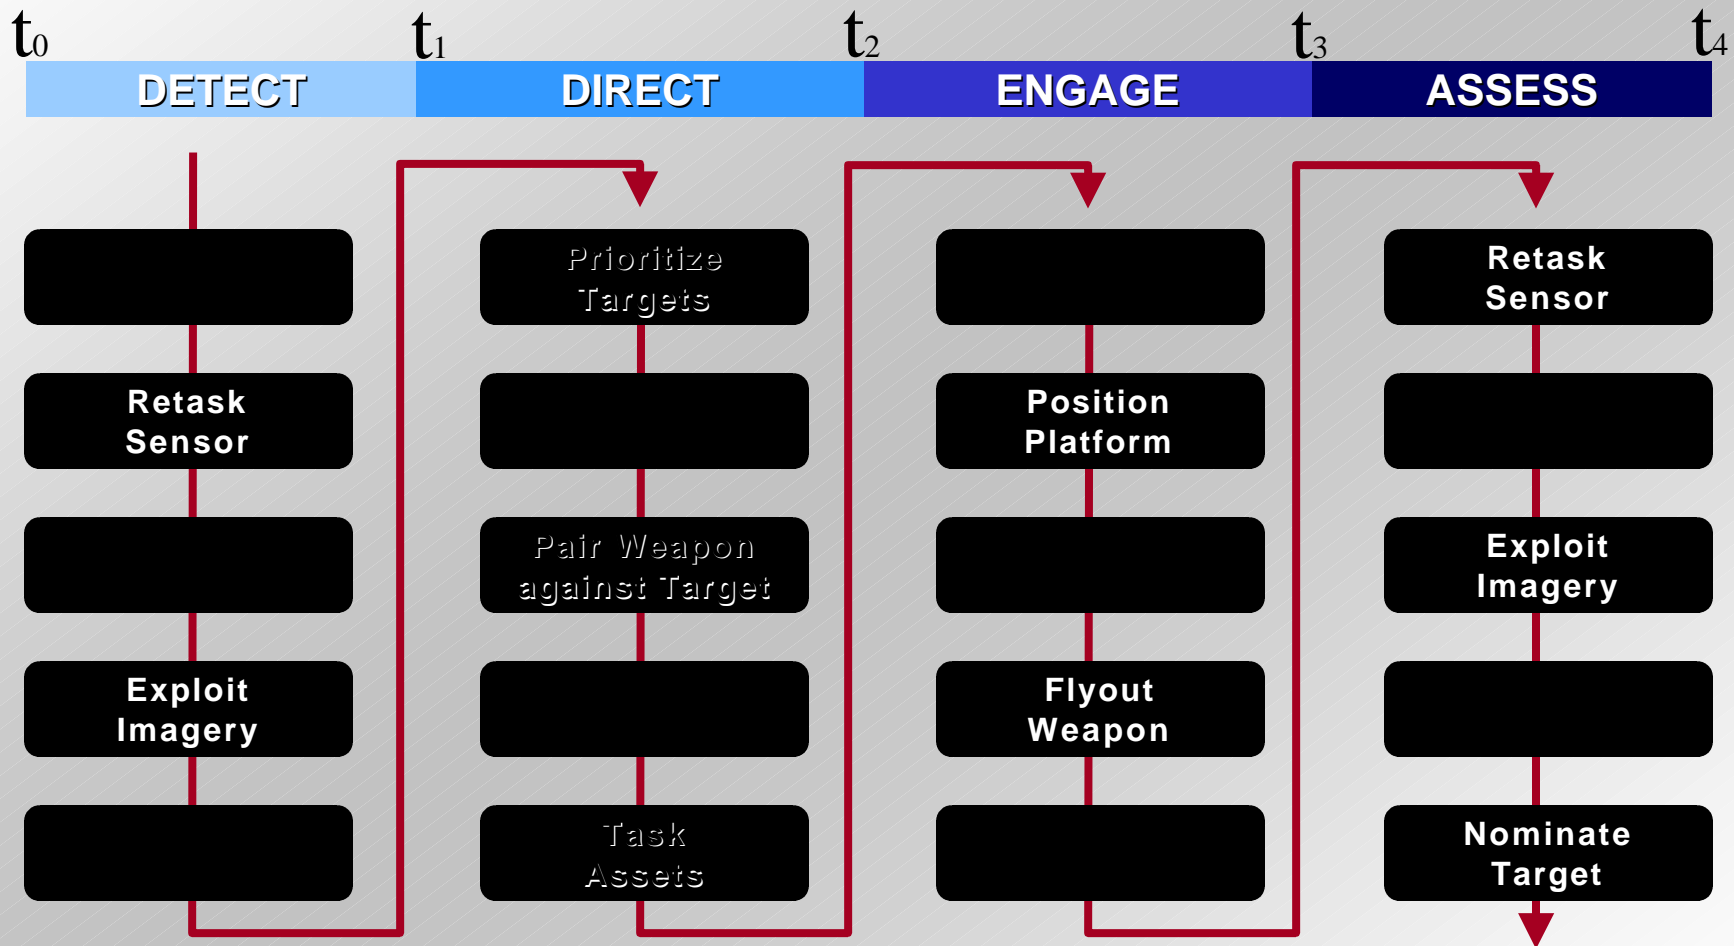 t0 t1 t2 t3 t4
DETECT DIRECT ENGAGE ASSESS
Retask
Sensor
Exploit
Imagery
Prioritize
Targets
Pair Weapon
against Target
Task
Assets
Position
Platform
Flyout
Weapon
Retask
Sensor
Exploit
Imagery
Nominate
Target